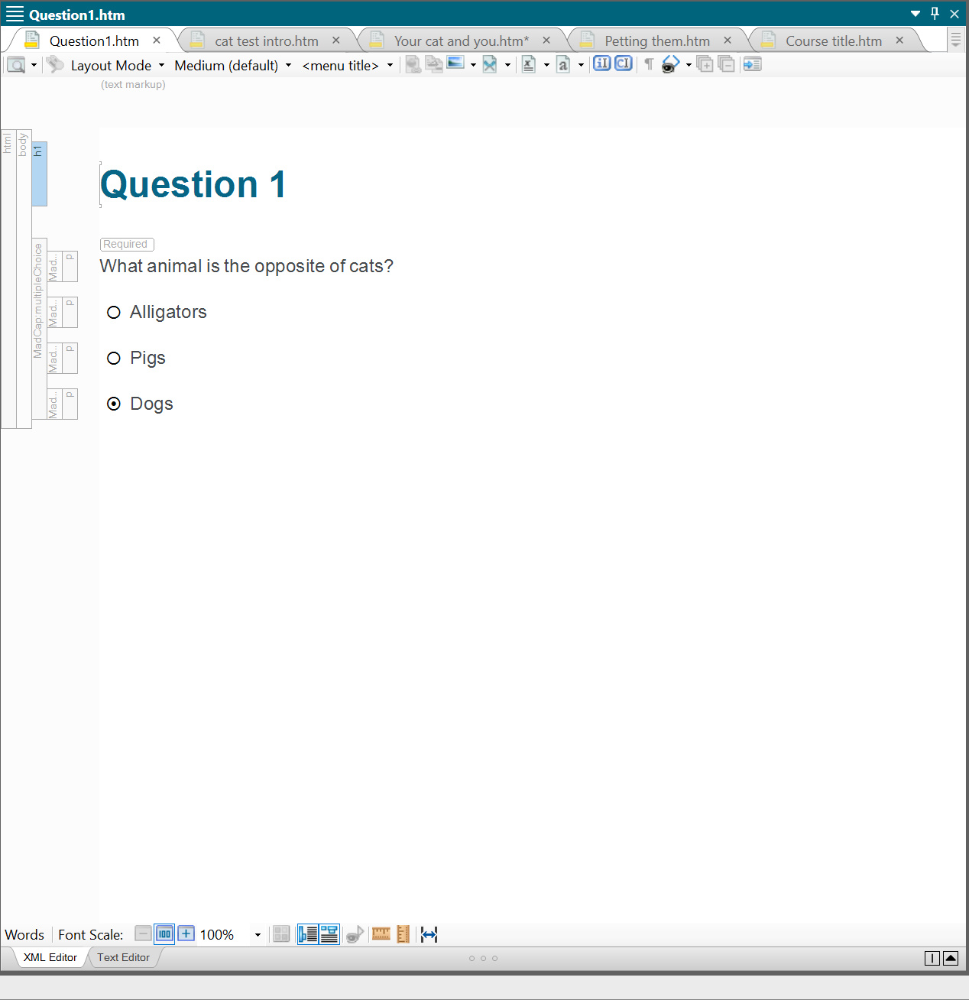 Question1.htm
Question1.htm cat test intro.htm Your cat and you.htm* Petting them.htm Course title.htm
Layout Mode Medium (default) <menu title>
(text markup)
html body h1
Question 1
Required
What animal is the opposite of cats?
MadCap:multipleChoice
Mad... p
Alligators
Mad... p
Pigs
Mad... p
Dogs
Mad... p
Words Font Scale: 100 100%
XML Editor Text Editor